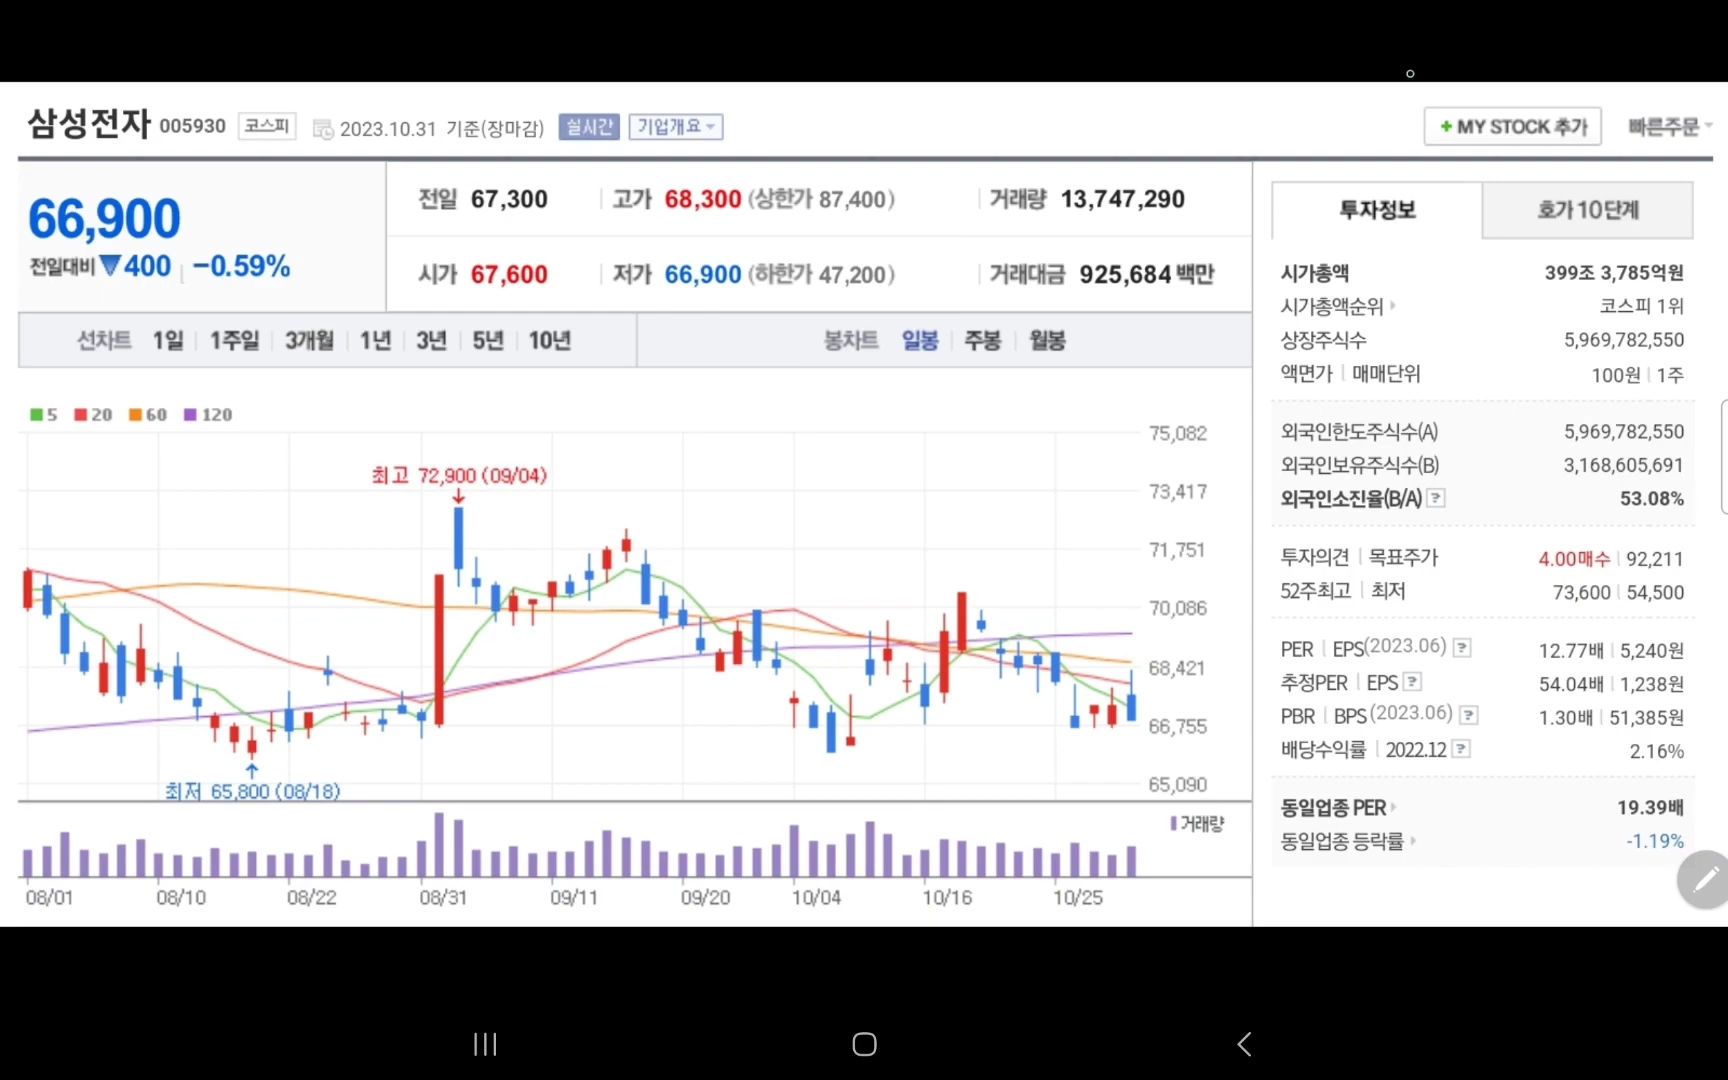 삼성전자 005930 코스피 2023.10.31 기준(장마감) 실시간 기업개요
+ MY STOCK 추가 빠른주문
66,900
전일대비 ▼400 -0.59%
전일 67,300 고가 68,300 (상한가 87,400) 거래량 13,747,290
시가 67,600 저가 66,900 (하한가 47,200) 거래대금 925,684 백만
선차트 1일 1주일 3개월 1년 3년 5년 10년 봉차트 일봉 주봉 월봉
5 20 60 120
75,082
최고 72,900 (09/04)
73,417
71,751
70,086
68,421
66,755
65,090
최저 65,800 (08/18)
거래량
08/01 08/10 08/22 08/31 09/11 09/20 10/04 10/16 10/25
투자정보 호가 10단계
시가총액 399조 3,785억원
시가총액순위 코스피 1위
상장주식수 5,969,782,550
액면가 매매단위 100원 1주
외국인한도주식수(A) 5,969,782,550
외국인보유주식수(B) 3,168,605,691
외국인소진율(B/A) ? 53.08%
투자의견 목표주가 4.00매수 92,211
52주최고 최저 73,600 54,500
PER EPS(2023.06) ? 12.77배 5,240원
추정PER EPS ? 54.04배 1,238원
PBR BPS (2023.06) ? 1.30배 51,385원
배당수익률 2022.12 ? 2.16%
동일업종 PER 19.39배
동일업종 등락률 -1.19%